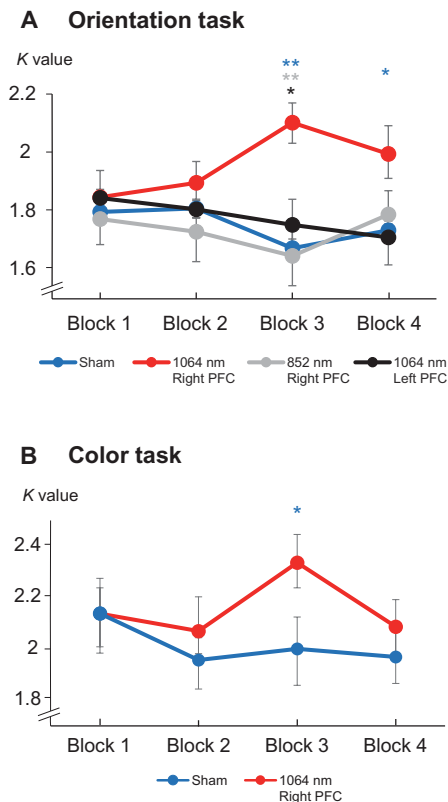 A Orientation task
K value
**
**
*
*
2.2
2
1.8
1.6
Block 1 Block 2 Block 3 Block 4
Sham
1064 nm
Right PFC
852 nm
Right PFC
1064 nm
Left PFC
B Color task
K value
*
2.4
2.2
2
1.8
Block 1 Block 2 Block 3 Block 4
Sham
1064 nm
Right PFC